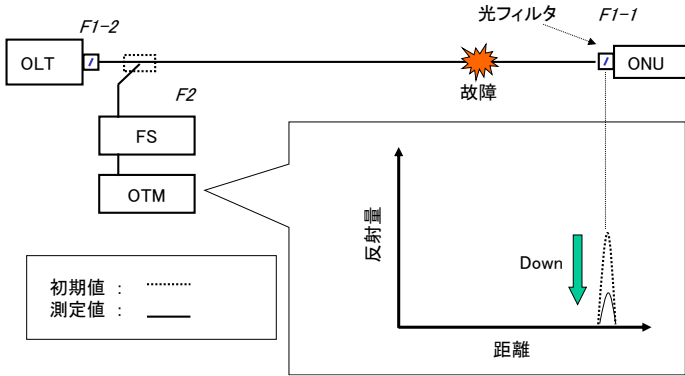 光フィルタ
F1-1
F1-2
OLT
ONU
故障
F2
FS
OTM
反射量
Down
距離
初期値 :
測定値 :